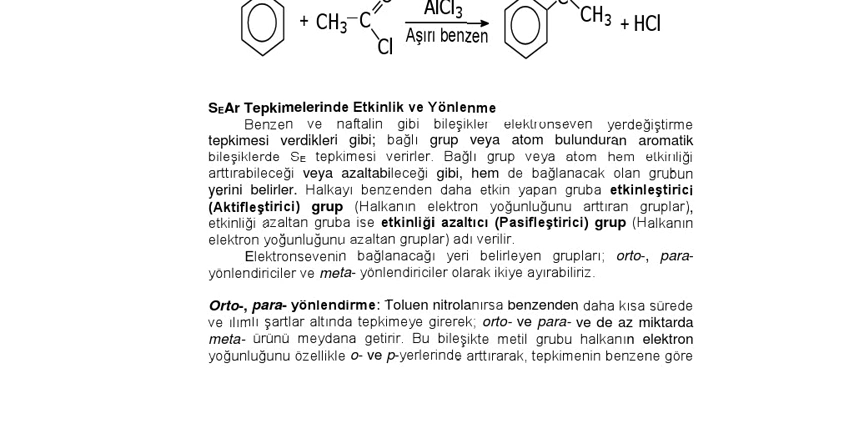 AlCl3
+ CH3 C
CH3 + HCl
Cl Aşırı benzen
SEAr Tepkimelerinde Etkinlik ve Yönlenme
Benzen ve naftalin gibi bileşikler elektronseven yerdeğiştirme
tepkimesi verdikleri gibi; bağlı grup veya atom bulunduran aromatik
bileşiklerde SE tepkimesi verirler. Bağlı grup veya atom hem etkinliği
arttırabileceği veya azaltabileceği gibi, hem de bağlanacak olan grubun
yerini belirler. Halkayı benzenden daha etkin yapan gruba etkinleştirici
(Aktifleştirici) grup (Halkanın elektron yoğunluğunu arttıran gruplar),
etkinliği azaltan gruba ise etkinliği azaltıcı (Pasifleştirici) grup (Halkanın
elektron yoğunluğunu azaltan gruplar) adı verilir.
Elektronsevenin bağlanacağı yeri belirleyen grupları; orto-, para-
yönlendiriciler ve meta- yönlendiriciler olarak ikiye ayırabiliriz.
Orto-, para- yönlendirme: Toluen nitrolanırsa benzenden daha kısa sürede
ve ılımlı şartlar altında tepkimeye girerek; orto- ve para- ve de az miktarda
meta- ürünü meydana getirir. Bu bileşikte metil grubu halkanın elektron
yoğunluğunu özellikle o- ve p-yerlerinde arttırarak, tepkimenin benzene göre